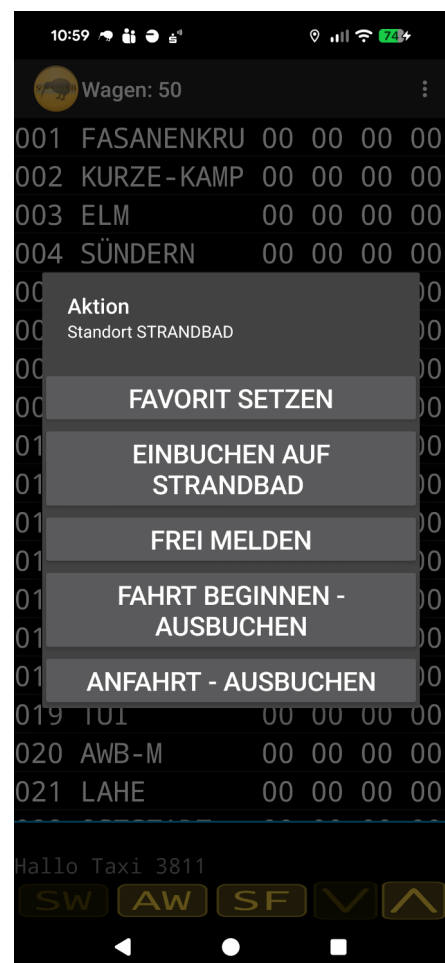 10:59
74
Wagen: 50
001 FASANENKRU 00 00 00 00
002 KURZE-KAMP 00 00 00 00
003 ELM 00 00 00 00
004 SÜNDERN 00 00 00 00
Aktion
Standort STRANDBAD
FAVORIT SETZEN
EINBUCHEN AUF
STRANDBAD
FREI MELDEN
FAHRT BEGINNEN -
AUSBUCHEN
ANFAHRT - AUSBUCHEN
019 TUI 00 00 00 00
020 AWB-M 00 00 00 00
021 LAHE 00 00 00 00
Hallo Taxi 3811
SW AW SF